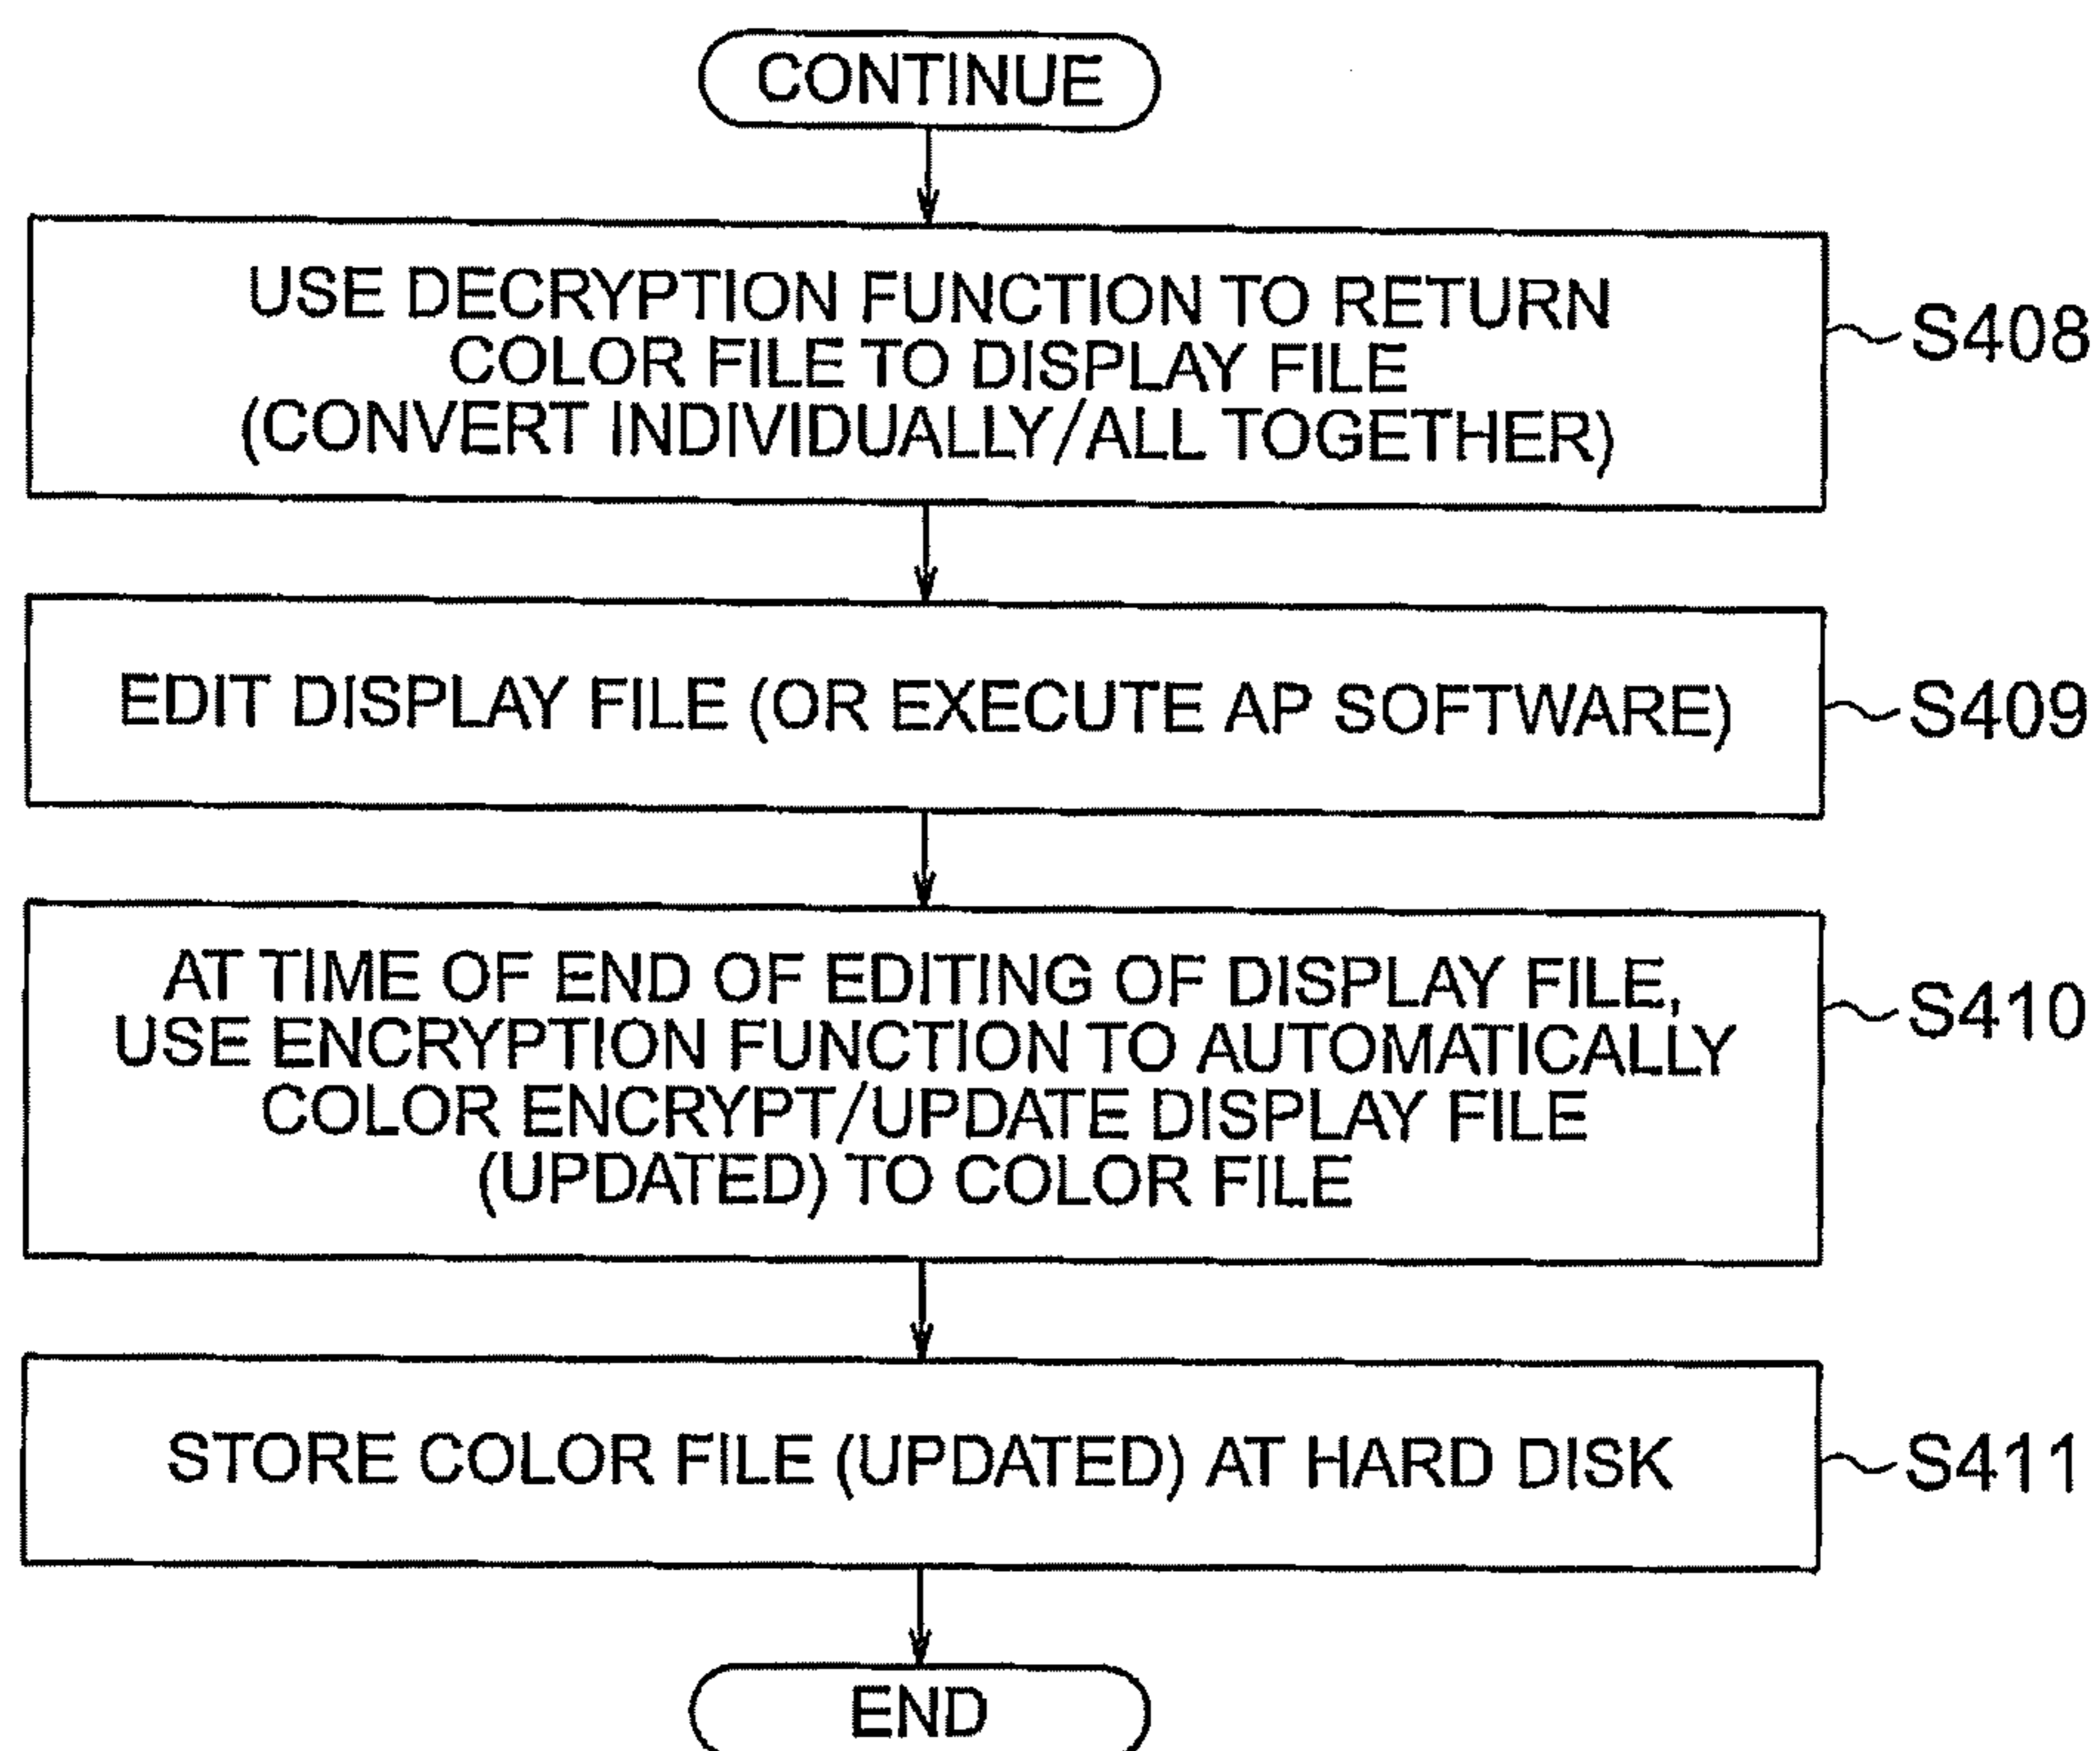 CONTINUE
USE DECRYPTION FUNCTION TO RETURN
COLOR FILE TO DISPLAY FILE
(CONVERT INDIVIDUALLY/ALL TOGETHER)
S408
EDIT DISPLAY FILE (OR EXECUTE AP SOFTWARE)
S409
AT TIME OF END OF EDITING OF DISPLAY FILE,
USE ENCRYPTION FUNCTION TO AUTOMATICALLY
COLOR ENCRYPT/UPDATE DISPLAY FILE
(UPDATED) TO COLOR FILE
S410
STORE COLOR FILE (UPDATED) AT HARD DISK
S411
END